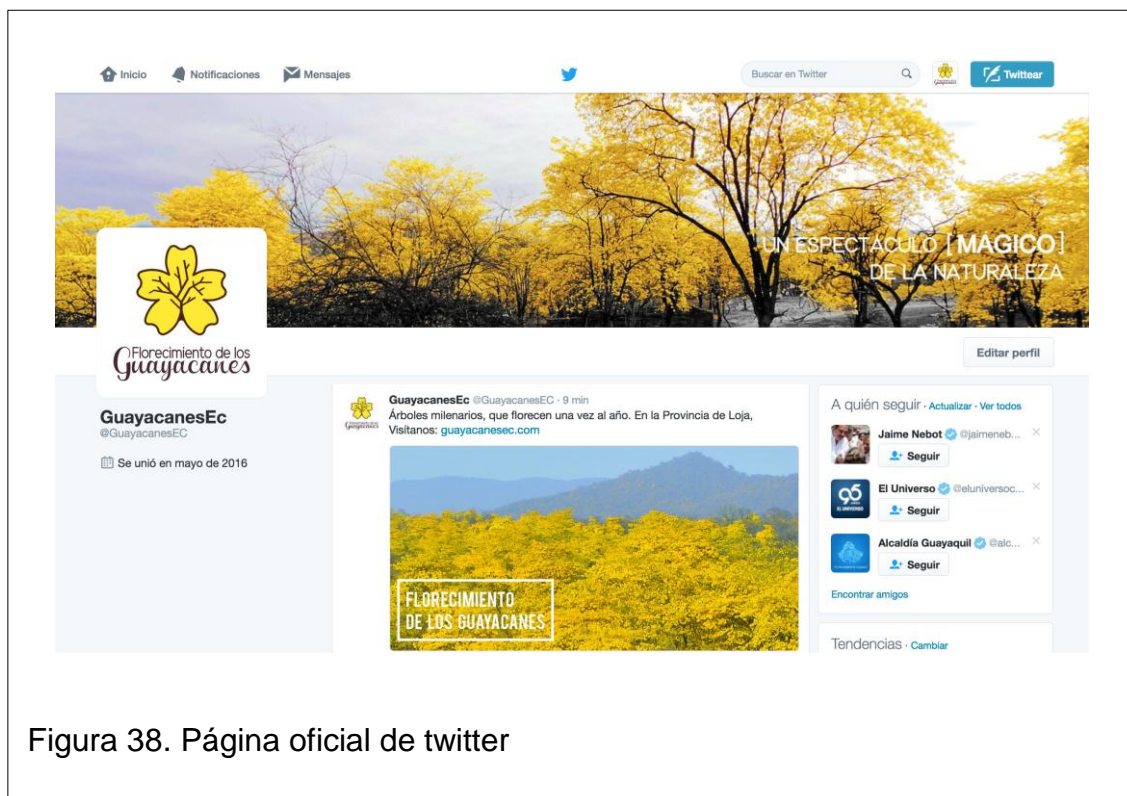 Inicio Notificaciones Mensajes Buscar en Twitter Twittear
UN ESPECTÁCULO [MÁGICO]
DE LA NATURALEZA
Florecimiento de los
Guayacanes
Editar perfil
GuayacanesEc
@GuayacanesEC
Se unió en mayo de 2016
GuayacanesEc @GuayacanesEC · 9 min
Árboles milenarios, que florecen una vez al año. En la Provincia de Loja,
Visítanos: guayacanesec.com
FLORECIMIENTO
DE LOS GUAYACANES
A quién seguir · Actualizar · Ver todos
Jaime Nebot @jaimeneb...
Seguir
El Universo @eluniversoc...
Seguir
Alcaldía Guayaquil @alc...
Seguir
Encontrar amigos
Tendencias · Cambiar
Figura 38. Página oficial de twitter